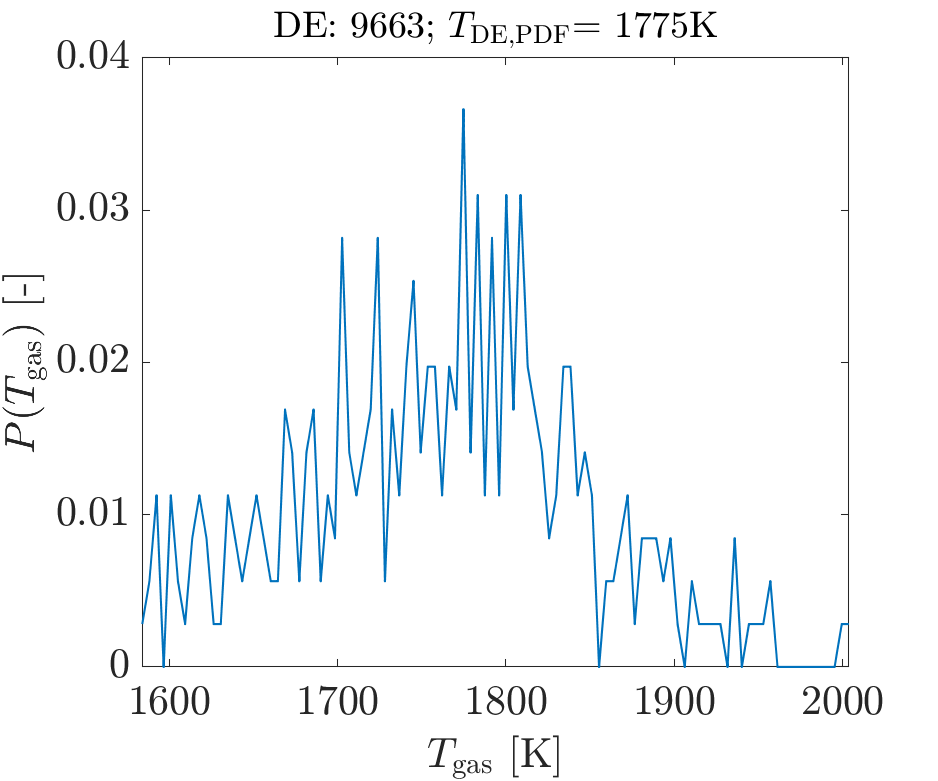 DE: 9663; T_DE,PDF= 1775K
0.04
0.03
0.02
0.01
0
P(T_gas) [-]
1600 1700 1800 1900 2000
T_gas [K]